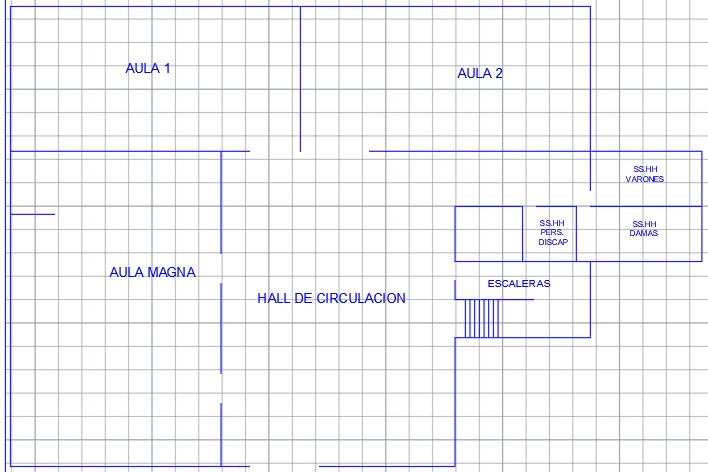 AULA 1
AULA 2
SS.HH
VARONES
SS.HH
PERS.
DISCAP
SS.HH
DAMAS
AULA MAGNA
ESCALERAS
HALL DE CIRCULACION